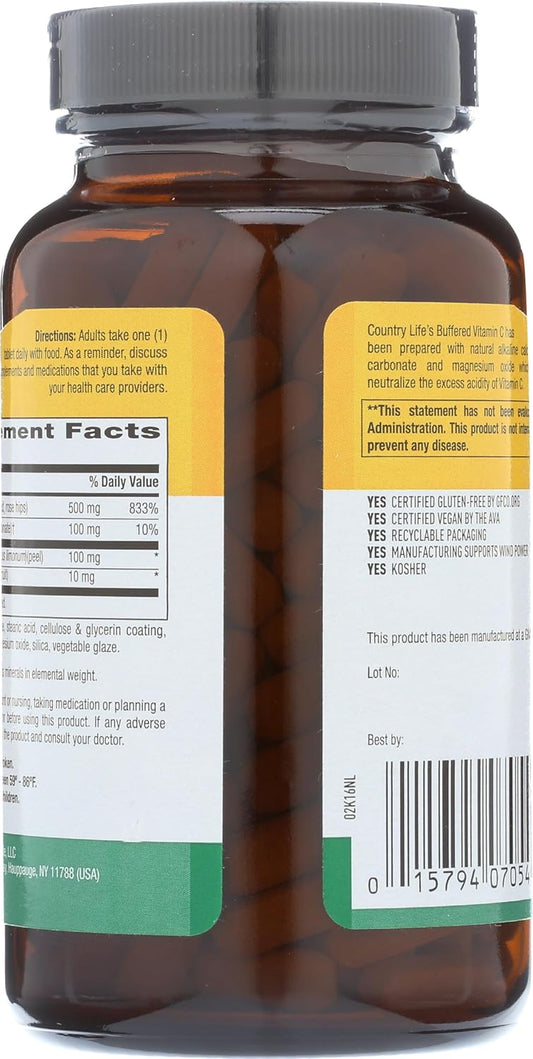 Directions: Adults take one (1)
tablet daily with food. As a reminder, discuss
and medications that you take with
your health care providers.
Facts
% Daily Value
rose hips) 500 mg 833%
10%
(peel) 100 mg *
10 mg *
acid, cellulose & glycerin coating,
oxide, silica, vegetable glaze.
minerals in elemental weight.
or nursing, taking medication or planning a
before using this product. If any adverse
the product and consult your doctor.
59º - 86ºF.
LLC
Hauppauge, NY 11788 (USA)
Country Life's Buffered Vitamin C has
been prepared with natural alkaline
carbonate and magnesium oxide
neutralize the excess acidity of Vitamin C.
**This statement has not been
Administration. This product is not
prevent any disease.
YES CERTIFIED GLUTEN-FREE BY GFCO.ORG
YES CERTIFIED VEGAN BY THE AVA
YES RECYCLABLE PACKAGING
YES MANUFACTURING SUPPORTS WIND POWER
YES KOSHER
This product has been manufactured at a
Lot No:
Best by:
02K16NL
0 15794 07054